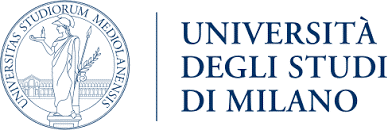 UNIVERSITAS STUDIORUM MEDIOLANENSIS
UNIVERSITÀ
DEGLI STUDI
DI MILANO